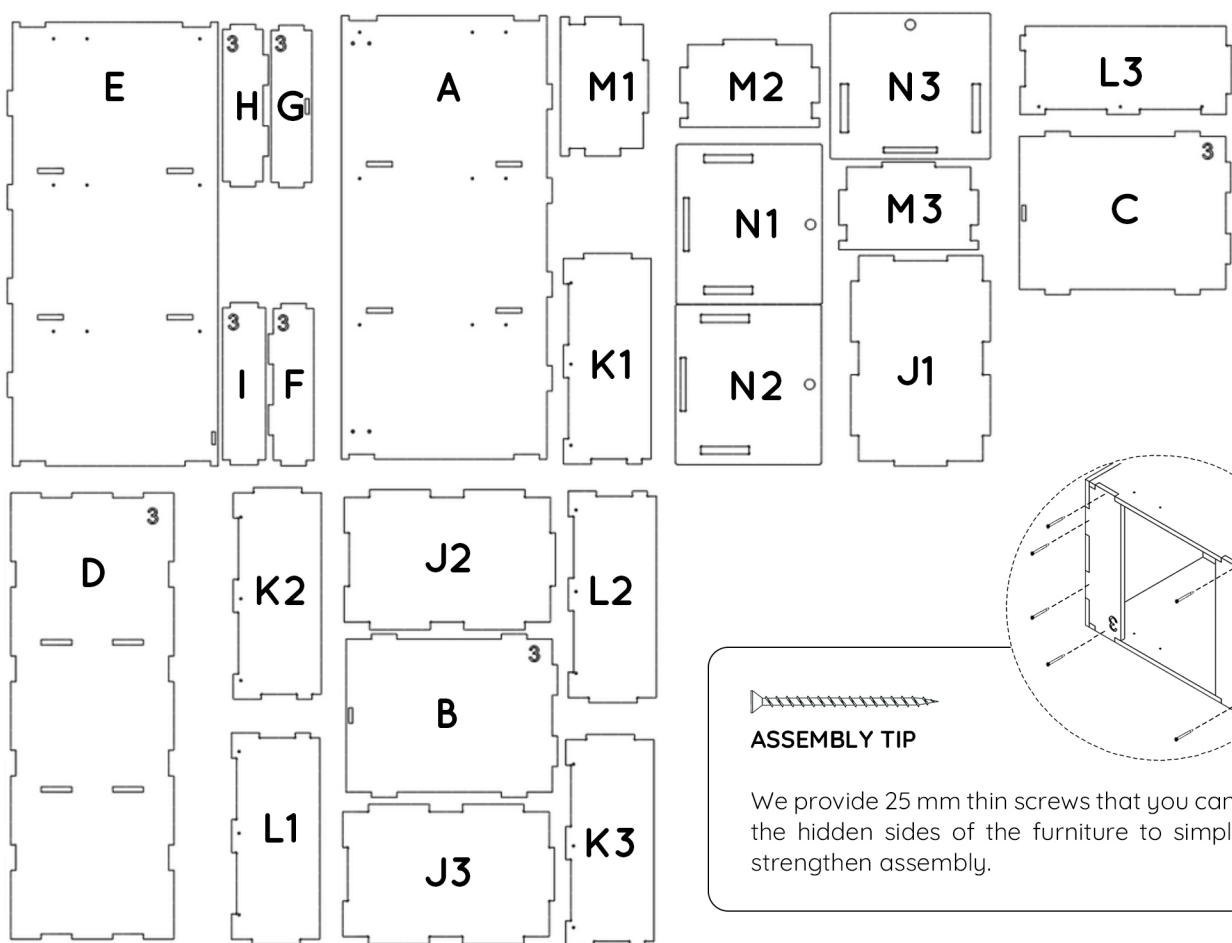 E
3
H
3
G
A
M1
M2
N3
L3
3
C
N1
M3
3
I
3
F
K1
N2
J1
3
D
K2
J2
L2
3
B
L1
J3
K3
3
ASSEMBLY TIP
We provide 25 mm thin screws that you can
the hidden sides of the furniture to simpl
strengthen assembly.